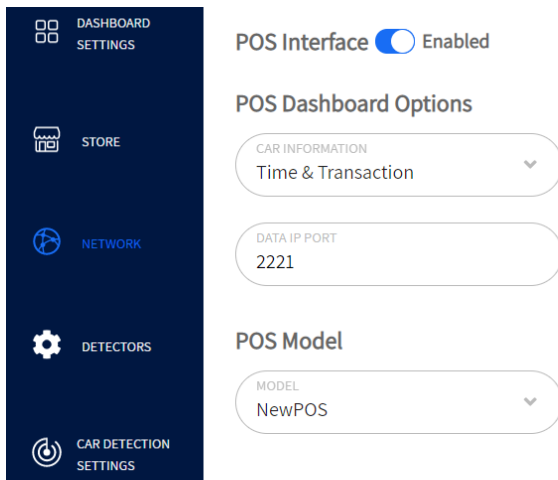 DASHBOARD
SETTINGS
STORE
NETWORK
DETECTORS
CAR DETECTION
SETTINGS
POS Interface Enabled
POS Dashboard Options
CAR INFORMATION
Time & Transaction
DATA IP PORT
2221
POS Model
MODEL
NewPOS